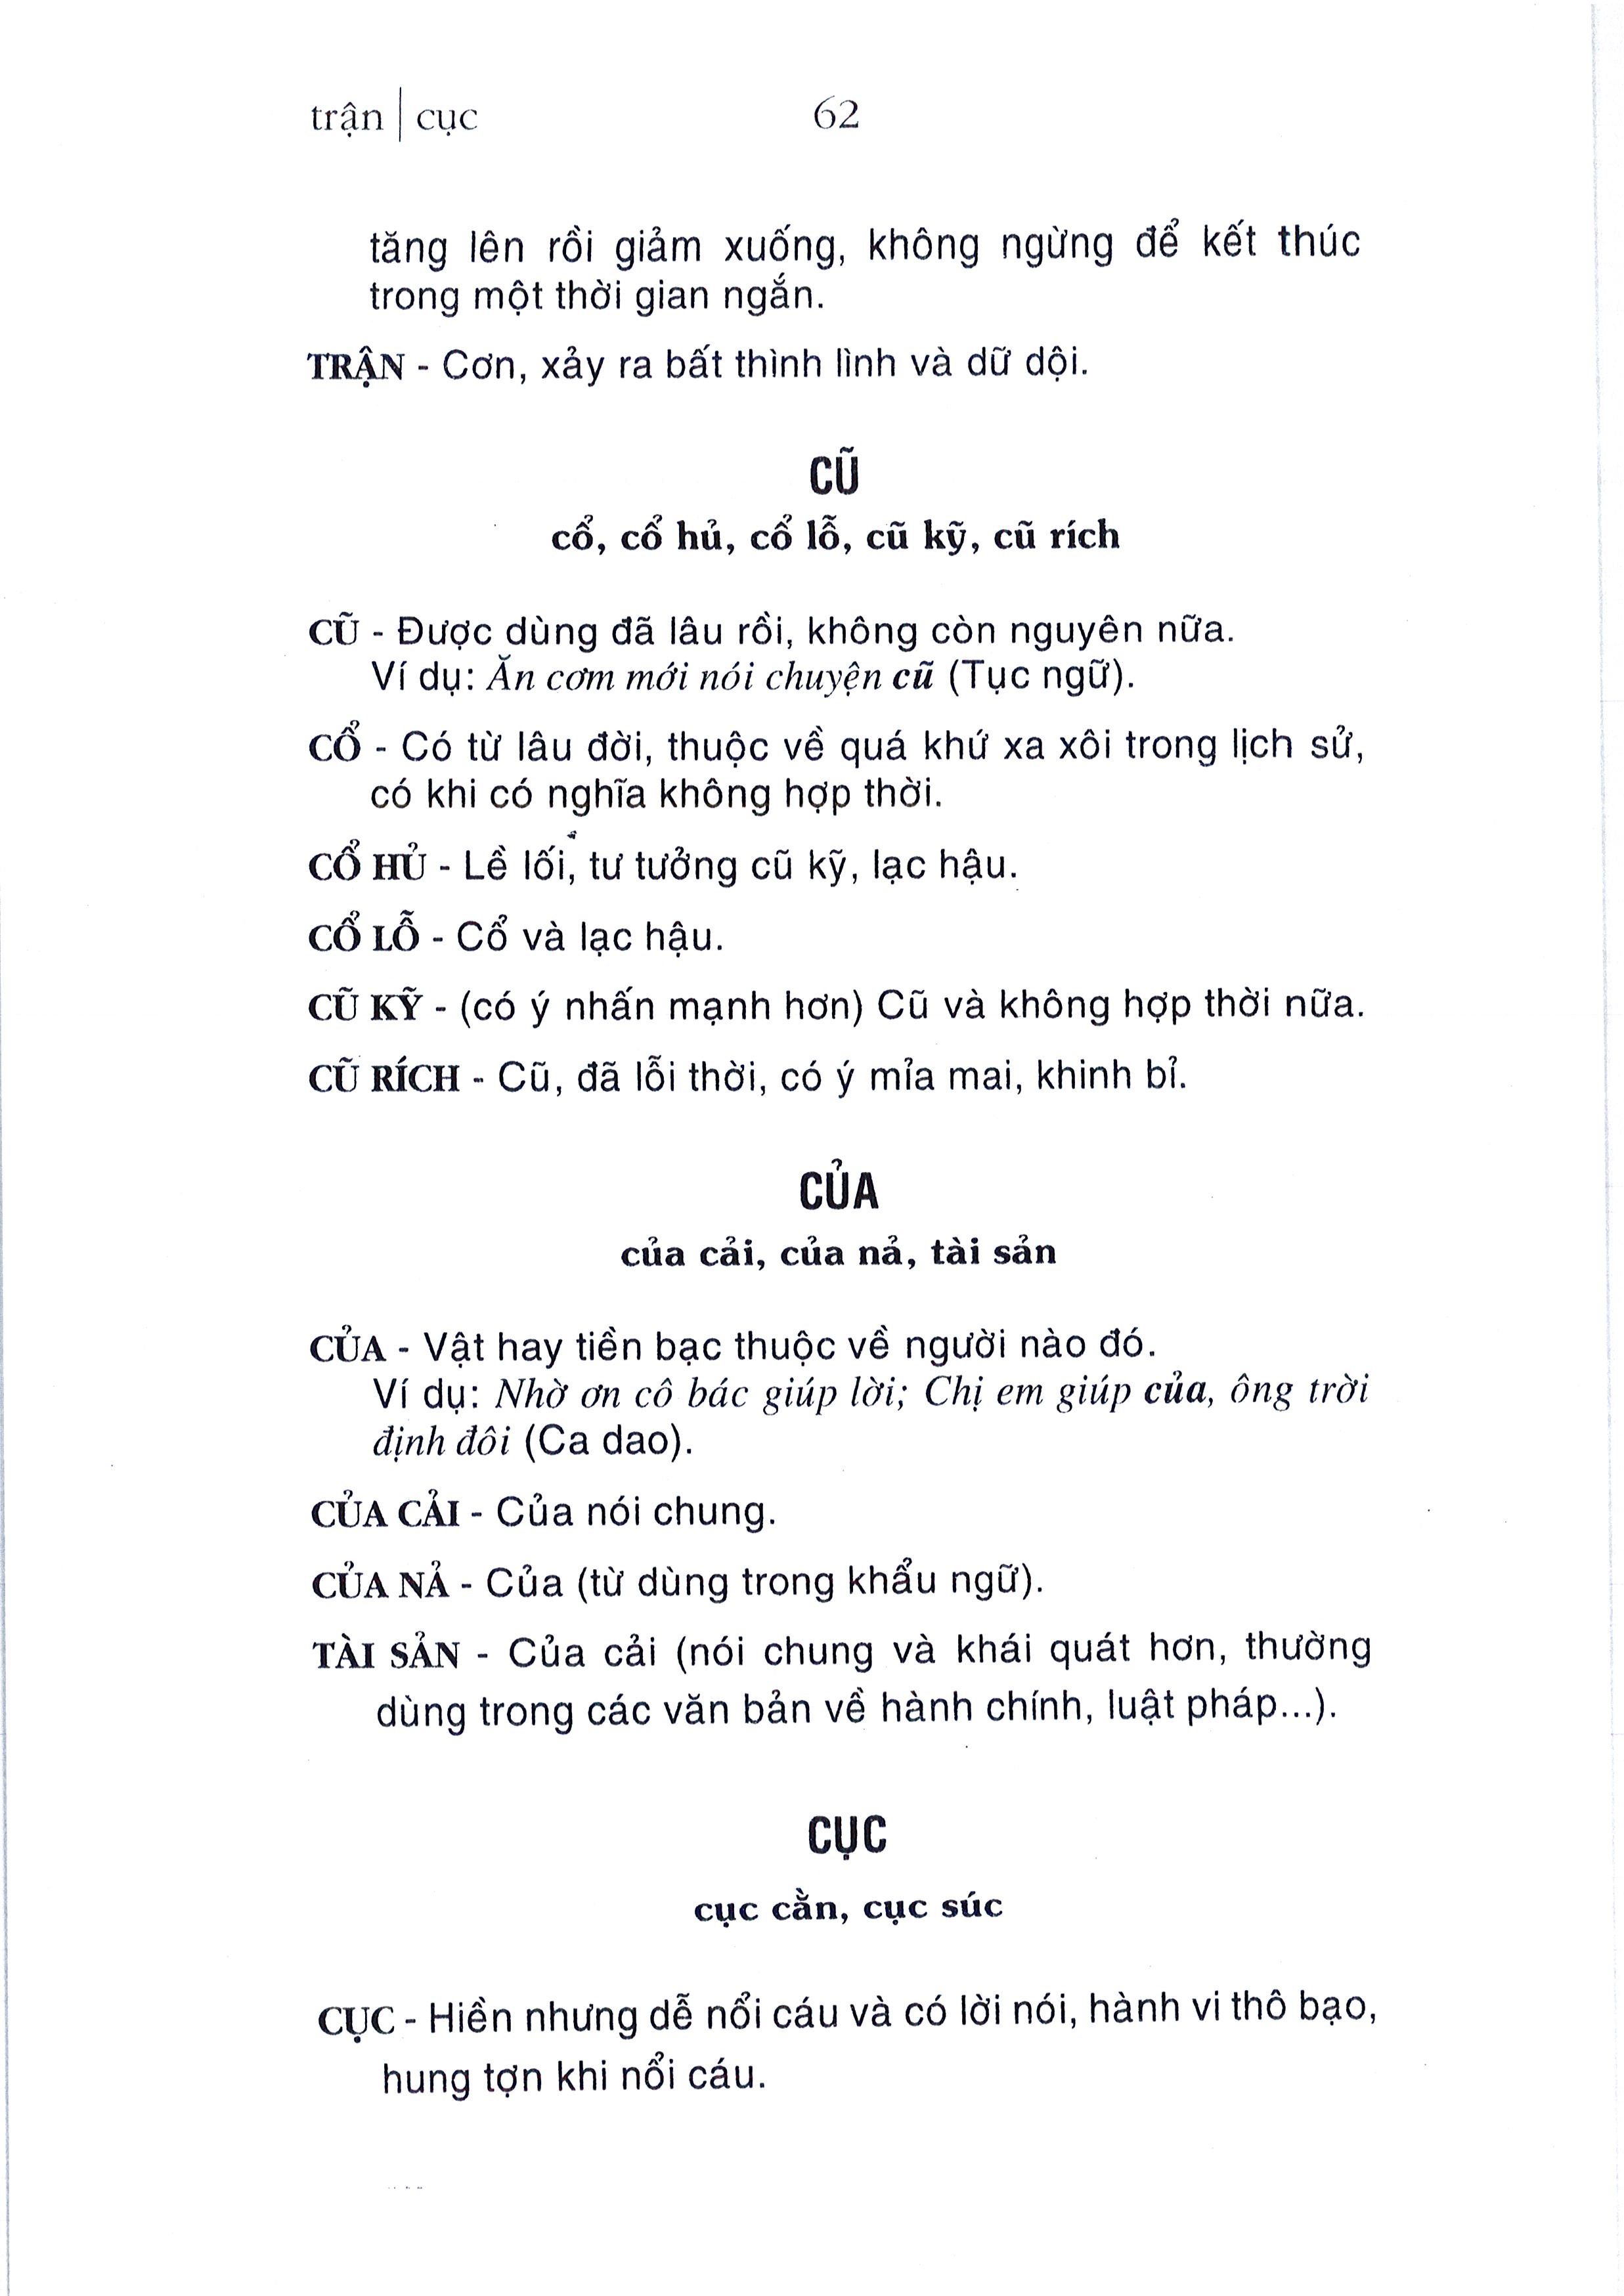 trận | cục 62
tăng lên rồi giảm xuống, không ngừng để kết thúc
trong một thời gian ngắn.
TRẬN - Cơn, xảy ra bất thình lình và dữ dội.
CŨ
cổ, cổ hủ, cổ lỗ, cũ kỹ, cũ rích
CŨ - Được dùng đã lâu rồi, không còn nguyên nữa.
Ví dụ: Ăn cơm mới nói chuyện cũ (Tục ngữ).
CỔ - Có từ lâu đời, thuộc về quá khứ xa xôi trong lịch sử,
có khi có nghĩa không hợp thời.
CỔ HỦ - Lề lối, tư tưởng cũ kỹ, lạc hậu.
CỔ LỖ - Cổ và lạc hậu.
CŨ KỸ - (có ý nhấn mạnh hơn) Cũ và không hợp thời nữa.
CŨ RÍCH - Cũ, đã lỗi thời, có ý mỉa mai, khinh bỉ.
CỦA
của cải, của nả, tài sản
CỦA - Vật hay tiền bạc thuộc về người nào đó.
Ví dụ: Nhờ ơn cô bác giúp lời; Chị em giúp của, ông trời
định đôi (Ca dao).
CỦA CẢI - Của nói chung.
CỦA NẢ - Của (từ dùng trong khẩu ngữ).
TÀI SẢN - Của cải (nói chung và khái quát hơn, thường
dùng trong các văn bản về hành chính, luật pháp...).
CỤC
cục cằn, cục súc
CỤC - Hiền nhưng dễ nổi cáu và có lời nói, hành vi thô bạo,
hung tợn khi nổi cáu.